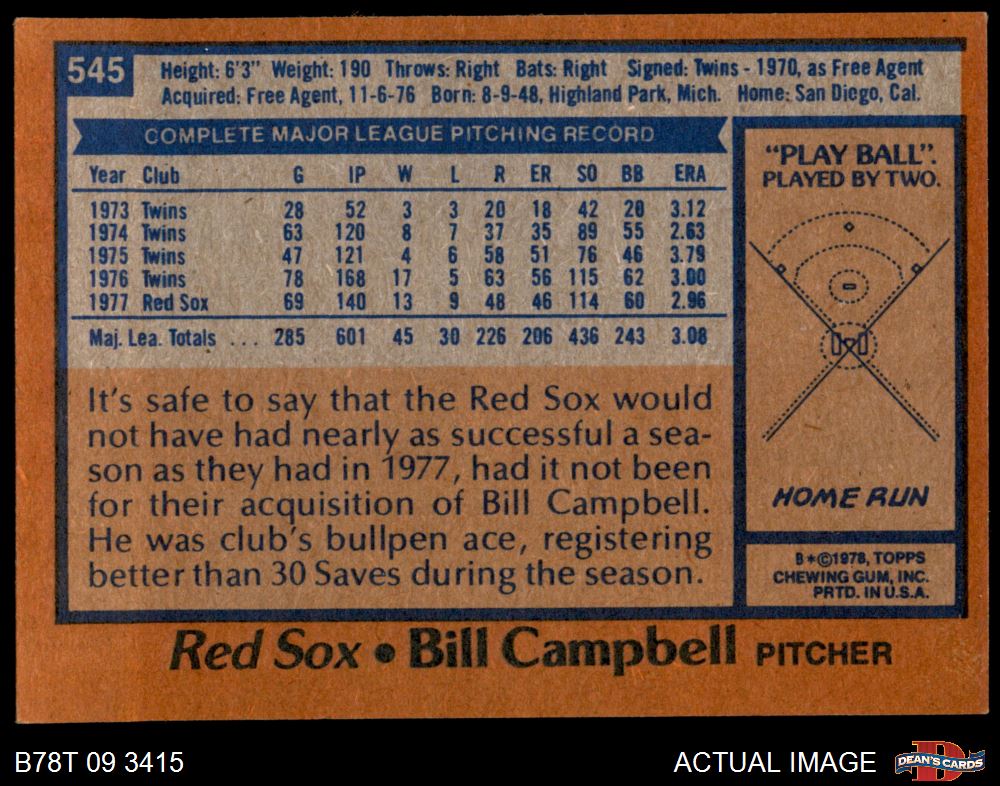 545
Height: 6'3" Weight: 190 Throws: Right Bats: Right Signed: Twins - 1970, as Free Agent
Acquired: Free Agent, 11-6-76 Born: 8-9-48, Highland Park, Mich. Home: San Diego, Cal.
COMPLETE MAJOR LEAGUE PITCHING RECORD
Year Club G IP W L R ER SO BB ERA
1973 Twins 28 52 3 3 20 18 42 20 3.12
1974 Twins 63 120 8 7 37 35 89 55 2.63
1975 Twins 47 121 4 6 58 51 76 46 3.79
1976 Twins 78 168 17 5 63 56 115 62 3.00
1977 Red Sox 69 140 13 9 48 46 114 60 2.96
Maj. Lea. Totals ... 285 601 45 30 226 206 436 243 3.08
It's safe to say that the Red Sox would
not have had nearly as successful a sea-
son as they had in 1977, had it not been
for their acquisition of Bill Campbell.
He was club's bullpen ace, registering
better than 30 Saves during the season.
"PLAY BALL".
PLAYED BY TWO.
HOME RUN
B*©1978, TOPPS
CHEWING GUM, INC.
PRTD. IN U.S.A.
Red Sox • Bill Campbell PITCHER
B78T 09 3415
ACTUAL IMAGE
D
DEAN'S CARDS